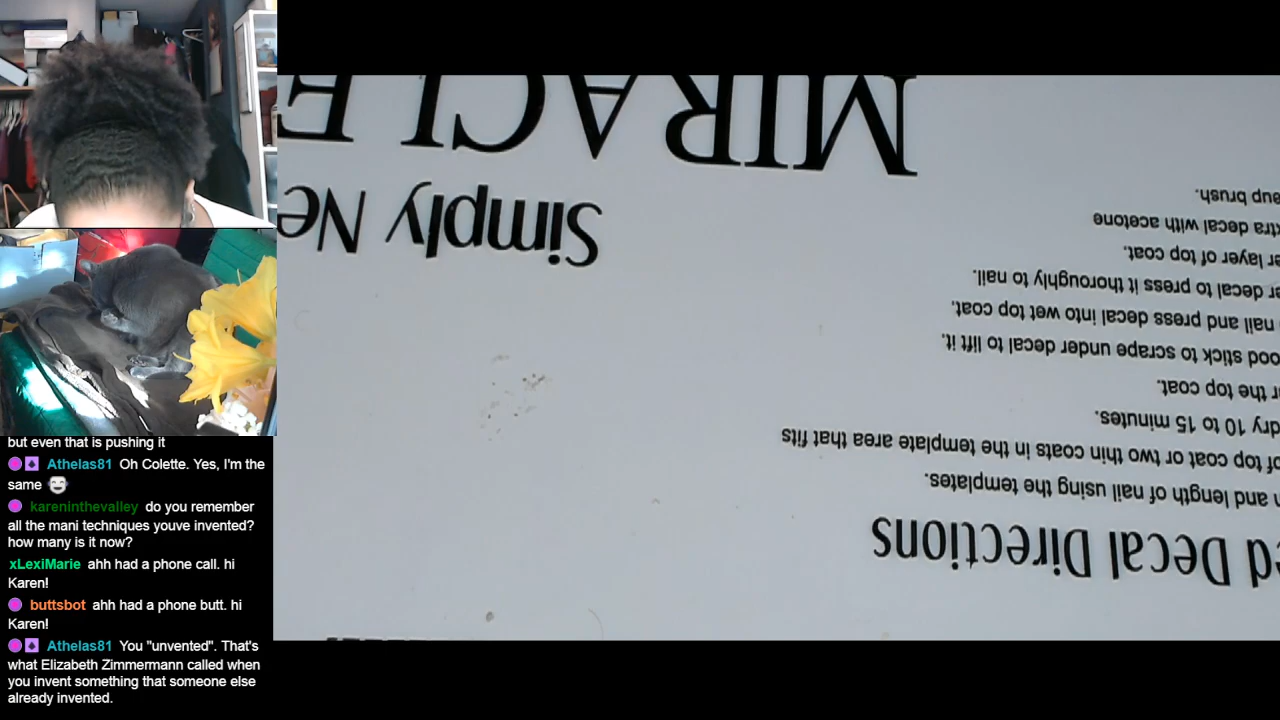 but even that is pushing it
Athelas81 Oh Colette. Yes, I'm the
same
kareninthevalley do you remember
all the mani techniques youve invented?
how many is it now?
xLexiMarie ahh had a phone call. hi
Karen!
buttsbot ahh had a phone butt. hi
Karen!
Athelas81 You "unvented". That's
what Elizabeth Zimmermann called when
you invent something that someone else
already invented.
ed Decal Directions
and length of nail using the templates.
of top coat or two thin coats in the template area that fits
dry 10 to 15 minutes.
the top coat.
ood stick to scrape under decal to lift it.
nail and press decal into wet top coat.
er decal to press it thoroughly to nail.
er layer of top coat.
xtra decal with acetone
eup brush.
Simply Ne
MIRACLE